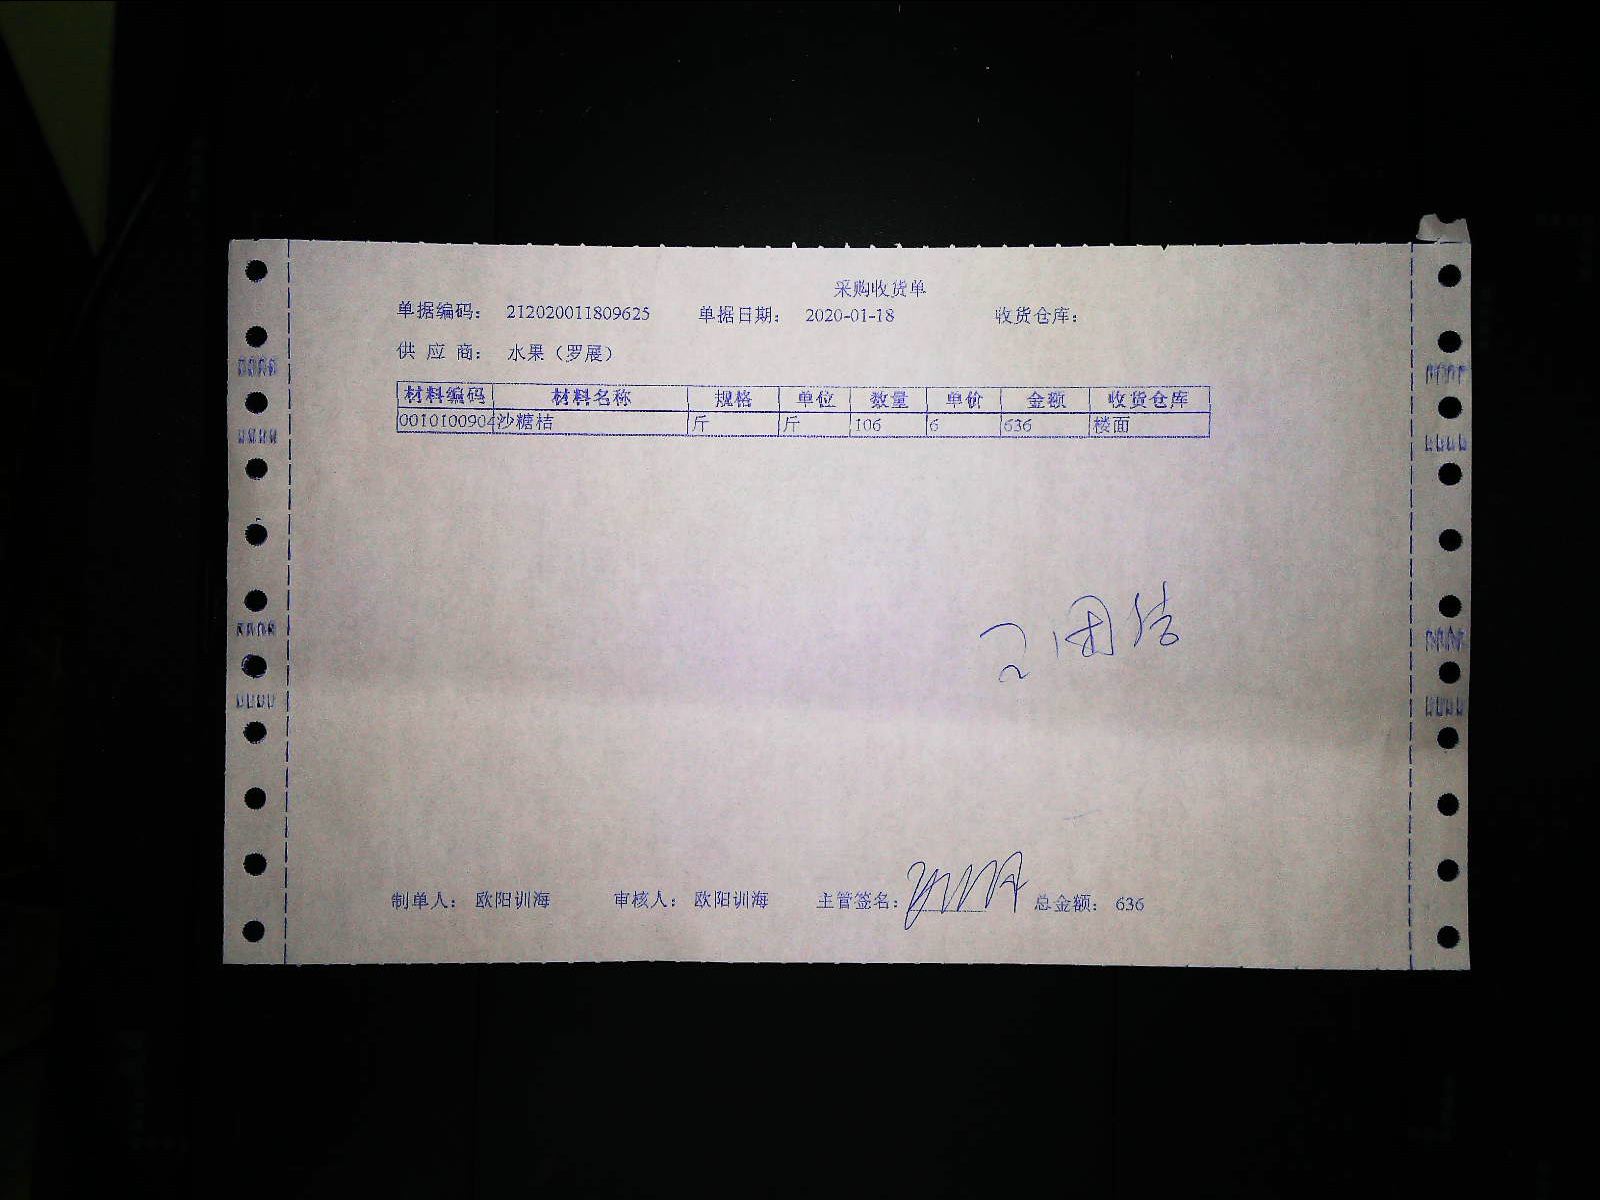 采购收货单
单据编码： 212020011809625 单据日期： 2020-01-18 收货仓库：
供 应 商： 水果（罗展）
材料编码 材料名称 规格 单位 数量 单价 金额 收货仓库
0010100904 沙糖桔 斤 斤 106 6 636 楼面
制单人： 欧阳训海 审核人： 欧阳训海 主管签名： 总金额： 636